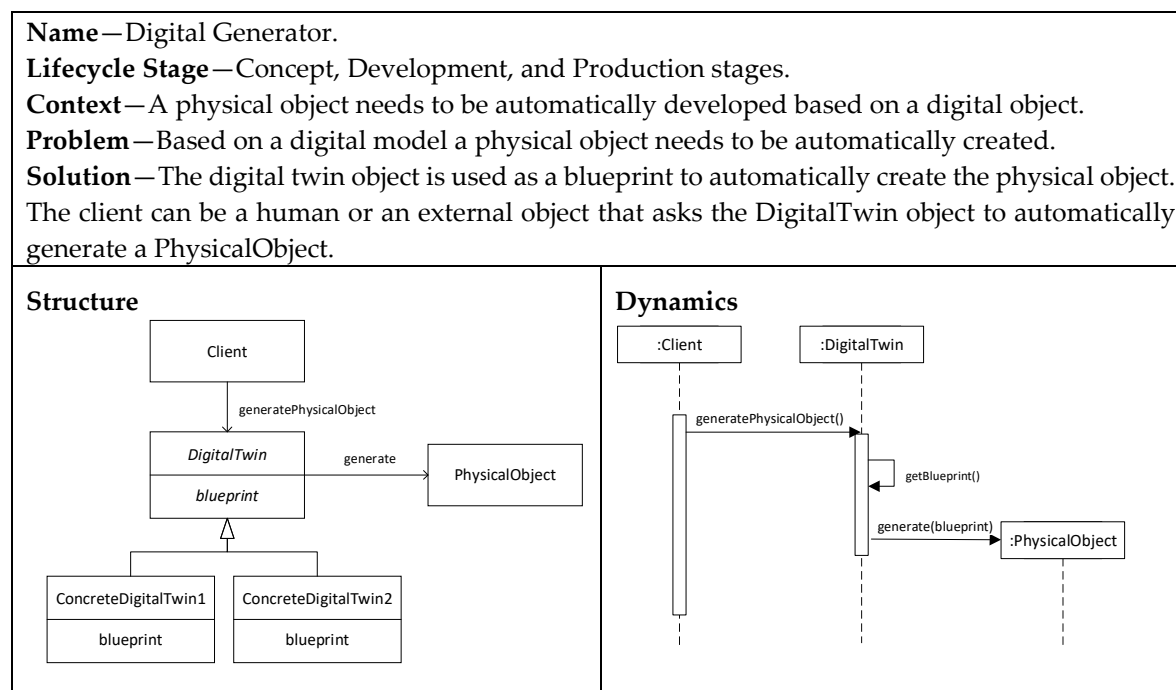 Name—Digital Generator.
Lifecycle Stage—Concept, Development, and Production stages.
Context—A physical object needs to be automatically developed based on a digital object.
Problem—Based on a digital model a physical object needs to be automatically created.
Solution—The digital twin object is used as a blueprint to automatically create the physical object.
The client can be a human or an external object that asks the DigitalTwin object to automatically
generate a PhysicalObject.
Structure
Client
generatePhysicalObject
DigitalTwin
blueprint
generate
PhysicalObject
ConcreteDigitalTwin1
blueprint
ConcreteDigitalTwin2
blueprint
Dynamics
:Client
:DigitalTwin
generatePhysicalObject()
getBlueprint()
generate(blueprint)
:PhysicalObject